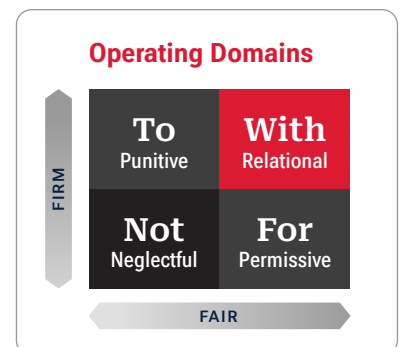 Operating Domains
FIRM
To
Punitive
With
Relational
Not
Neglectful
For
Permissive
FAIR